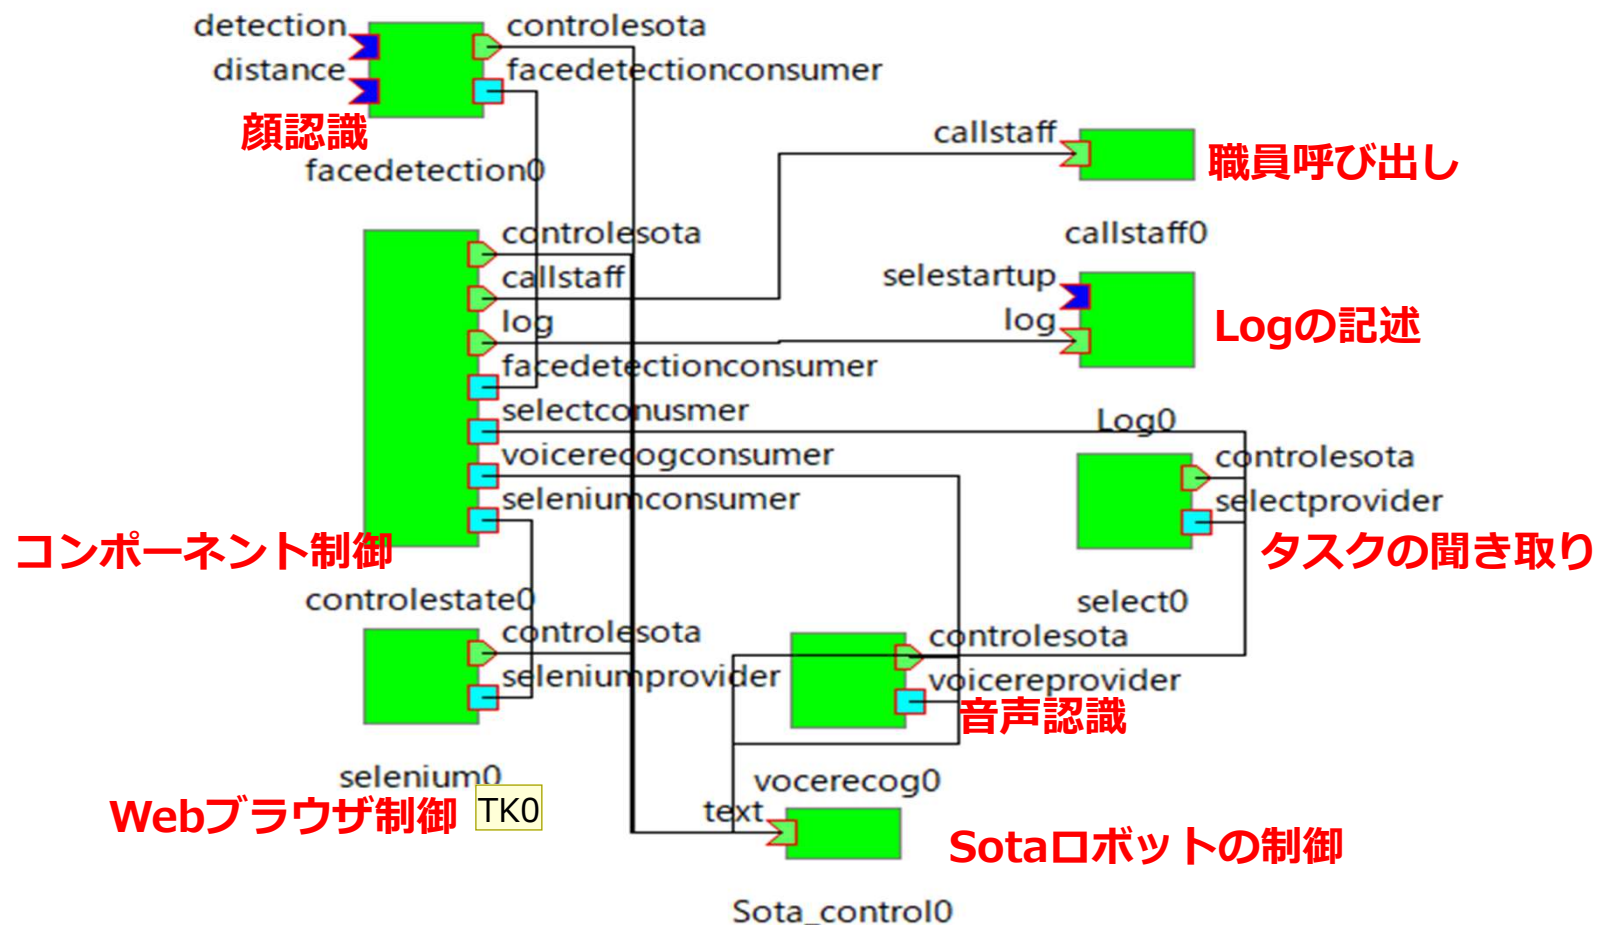 detection
controlesota
distance
facedetectionconsumer
顔認識
facedetection0
callstaff
職員呼び出し
callstaff0
controlesota
callstaff
log
facedetectionconsumer
selectconusmer
voicerecogconsumer
seleniumconsumer
コンポーネント制御
controlestate0
selestartup
log
Logの記述
Log0
controlesota
selectprovider
タスクの聞き取り
select0
controlesota
seleniumprovider
selenium0
Webブラウザ制御
TK0
controlesota
voicereprovider
音声認識
vocerecog0
text
Sotaロボットの制御
Sota_control0